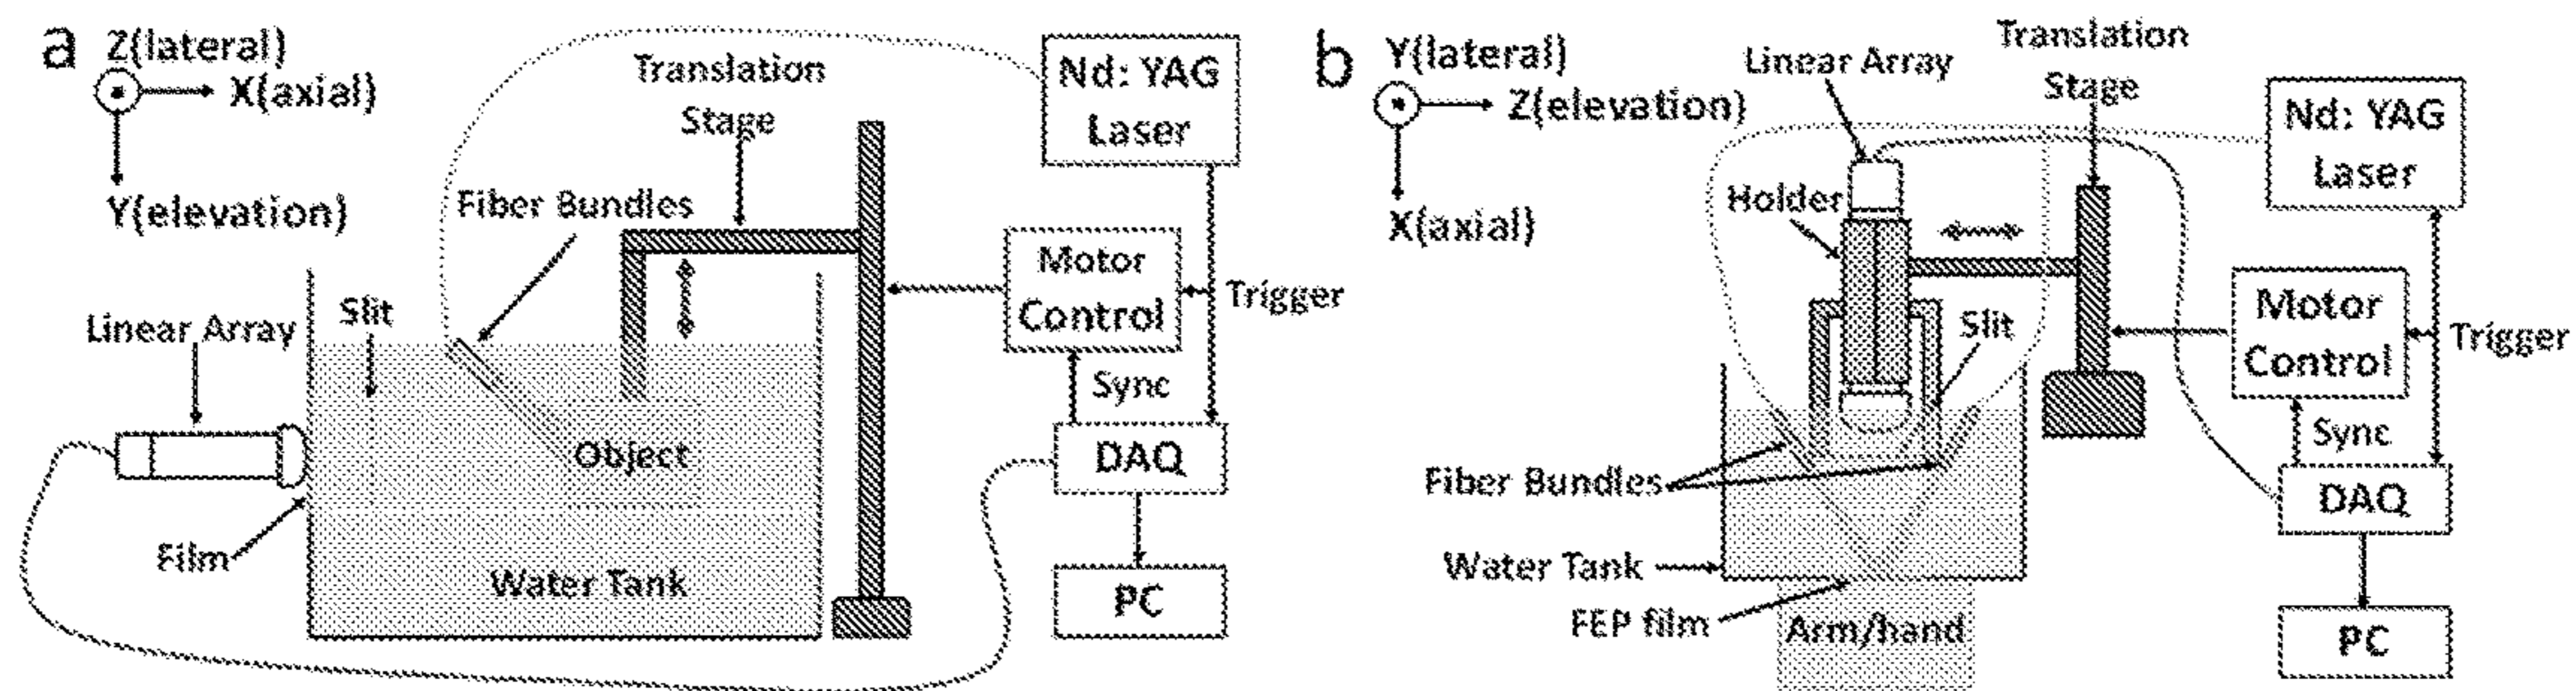 a
Z(lateral)
X(axial)
Y(elevation)
Translation
Stage
Nd: YAG
Laser
Fiber Bundles
Slit
Linear Array
Motor
Control
Trigger
Sync
Object
DAQ
Film
Water Tank
PC
b
Y(lateral)
Z(elevation)
X(axial)
Linear Array
Translation
Stage
Nd: YAG
Laser
Holder
Slit
Motor
Control
Trigger
Sync
Fiber Bundles
DAQ
Water Tank
FEP film
Arm/hand
PC